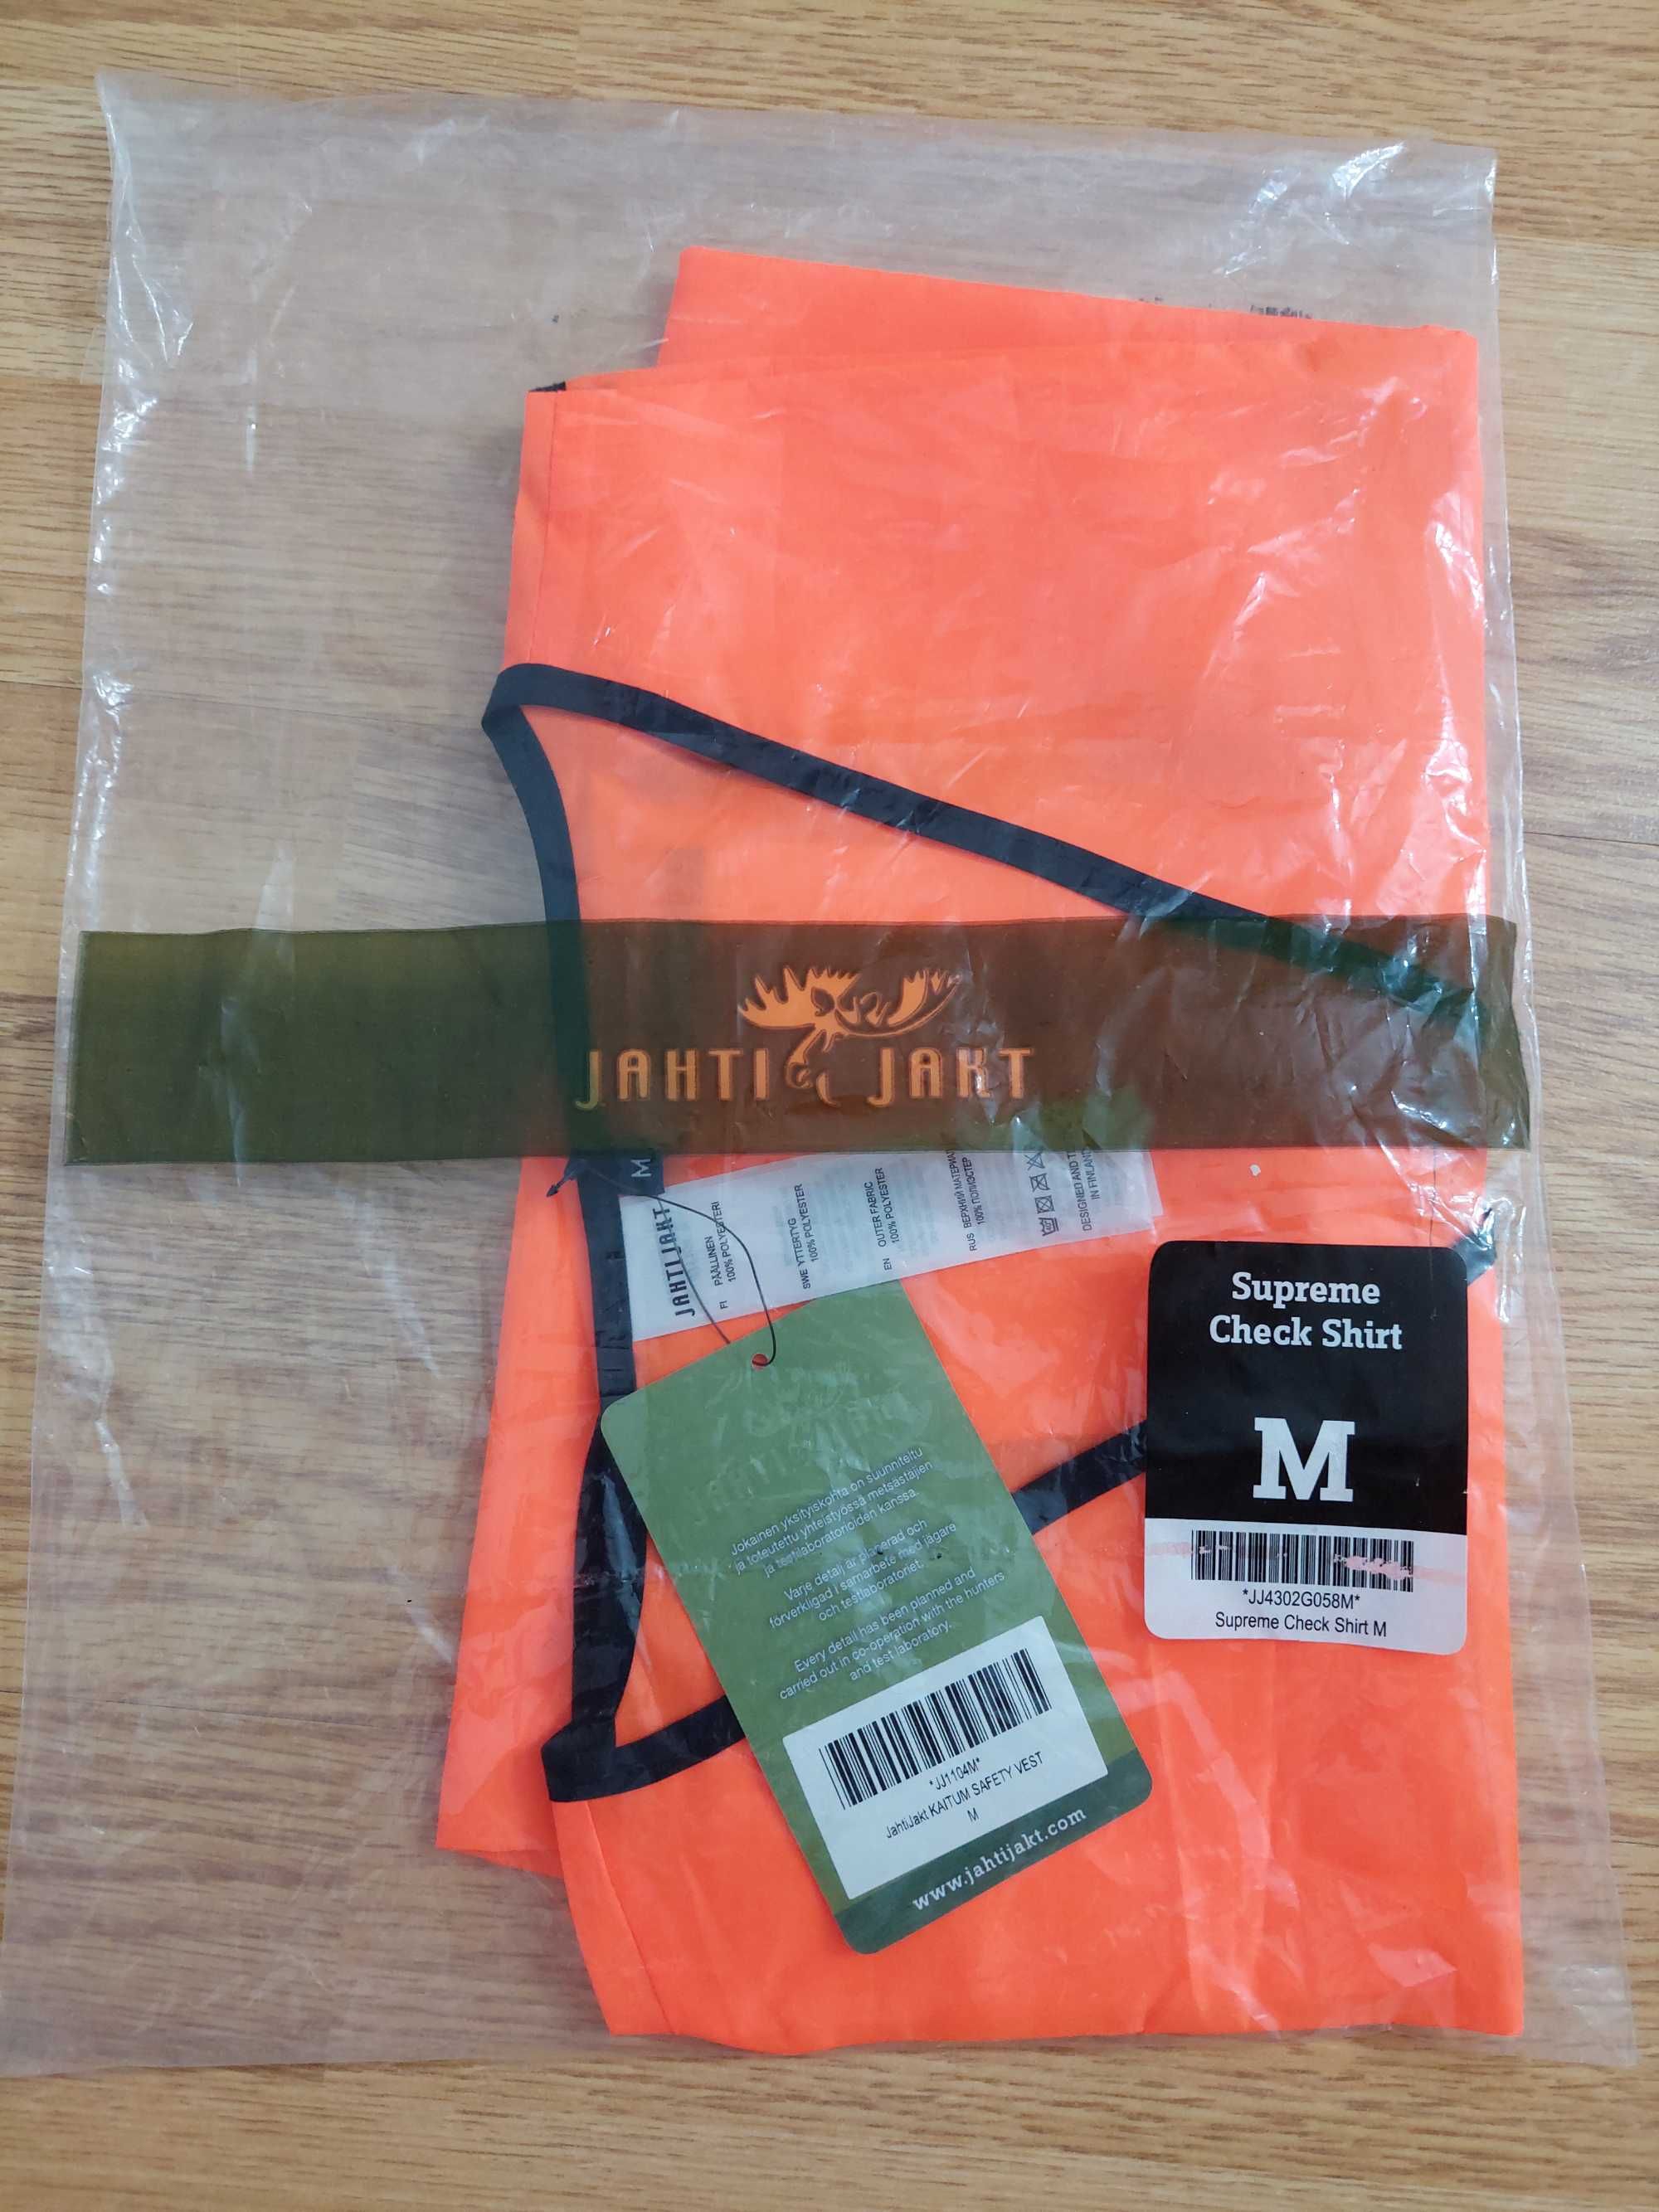 JAHTI JAKT
M
JAHTI JAKT
FI PÄÄLLINEN
100% POLYESTERI
SWE YTTERTYG
100% POLYESTER
EN OUTER FABRIC
100% POLYESTER
RUS ВЕРХНИЙ МАТЕРИАЛ
100% ПОЛИЭСТЕР
DESIGNED AND
IN FINLAND
Supreme
Check Shirt
M
*JJ4302G058M*
Supreme Check Shirt M
Jokainen yksityiskohta on suunniteltu
ja toteutettu yhteistyössä metsästäjien
ja testilaboratorioiden kanssa.
Varje detalj är planerad och
förverkligad i samarbete med jägare
och testlaboratoriet.
Every detail has been planned and
carried out in co-operation with the hunters
and test laboratory.
*JJ1104M*
JahtiJakt KAITUM SAFETY VEST
M
www.jahtijakt.com